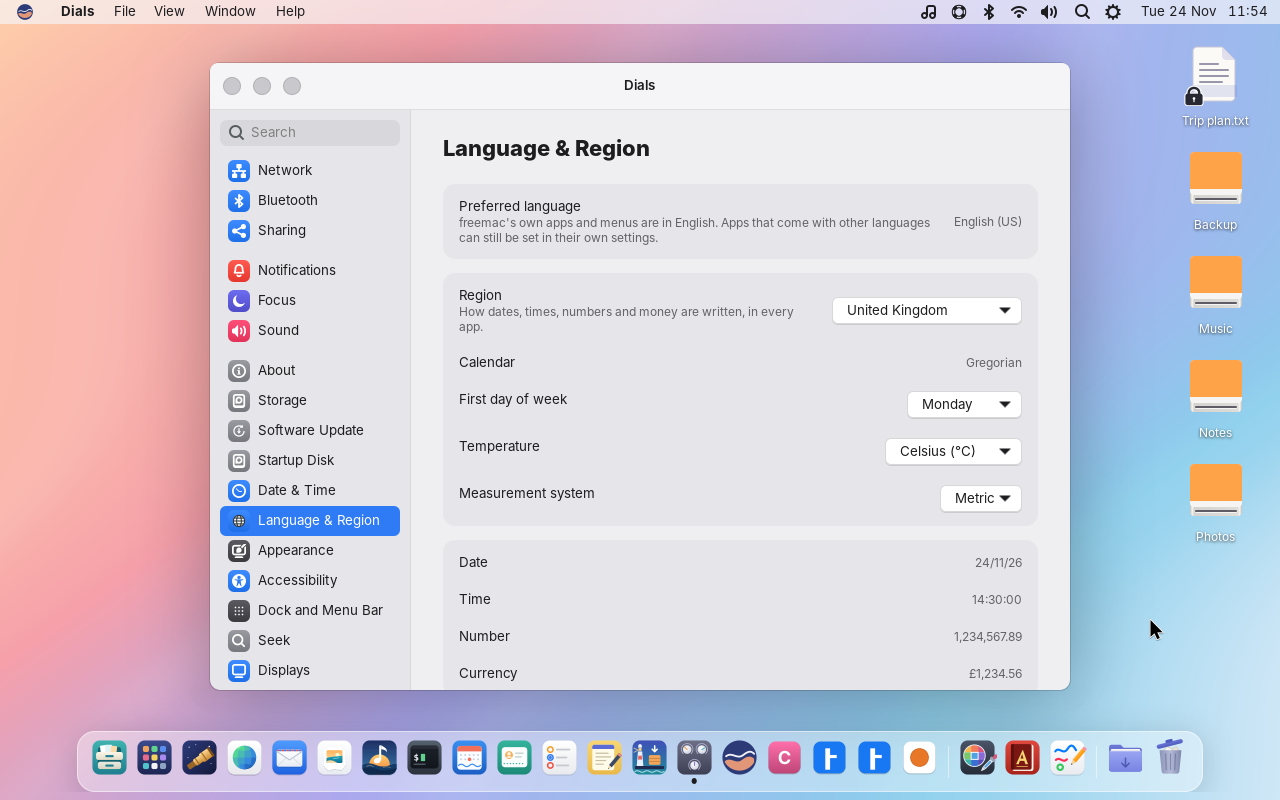 Dials File View Window Help
Tue 24 Nov 11:54
Dials
Search
Network
Bluetooth
Sharing
Notifications
Focus
Sound
About
Storage
Software Update
Startup Disk
Date & Time
Language & Region
Appearance
Accessibility
Dock and Menu Bar
Seek
Displays
Language & Region
Preferred language
freemac's own apps and menus are in English. Apps that come with other languages
can still be set in their own settings.
English (US)
Region
How dates, times, numbers and money are written, in every
app.
United Kingdom
Calendar
Gregorian
First day of week
Monday
Temperature
Celsius (°C)
Measurement system
Metric
Date
24/11/26
Time
14:30:00
Number
1,234,567.89
Currency
£1,234.56
Trip plan.txt
Backup
Music
Notes
Photos
$
C
A